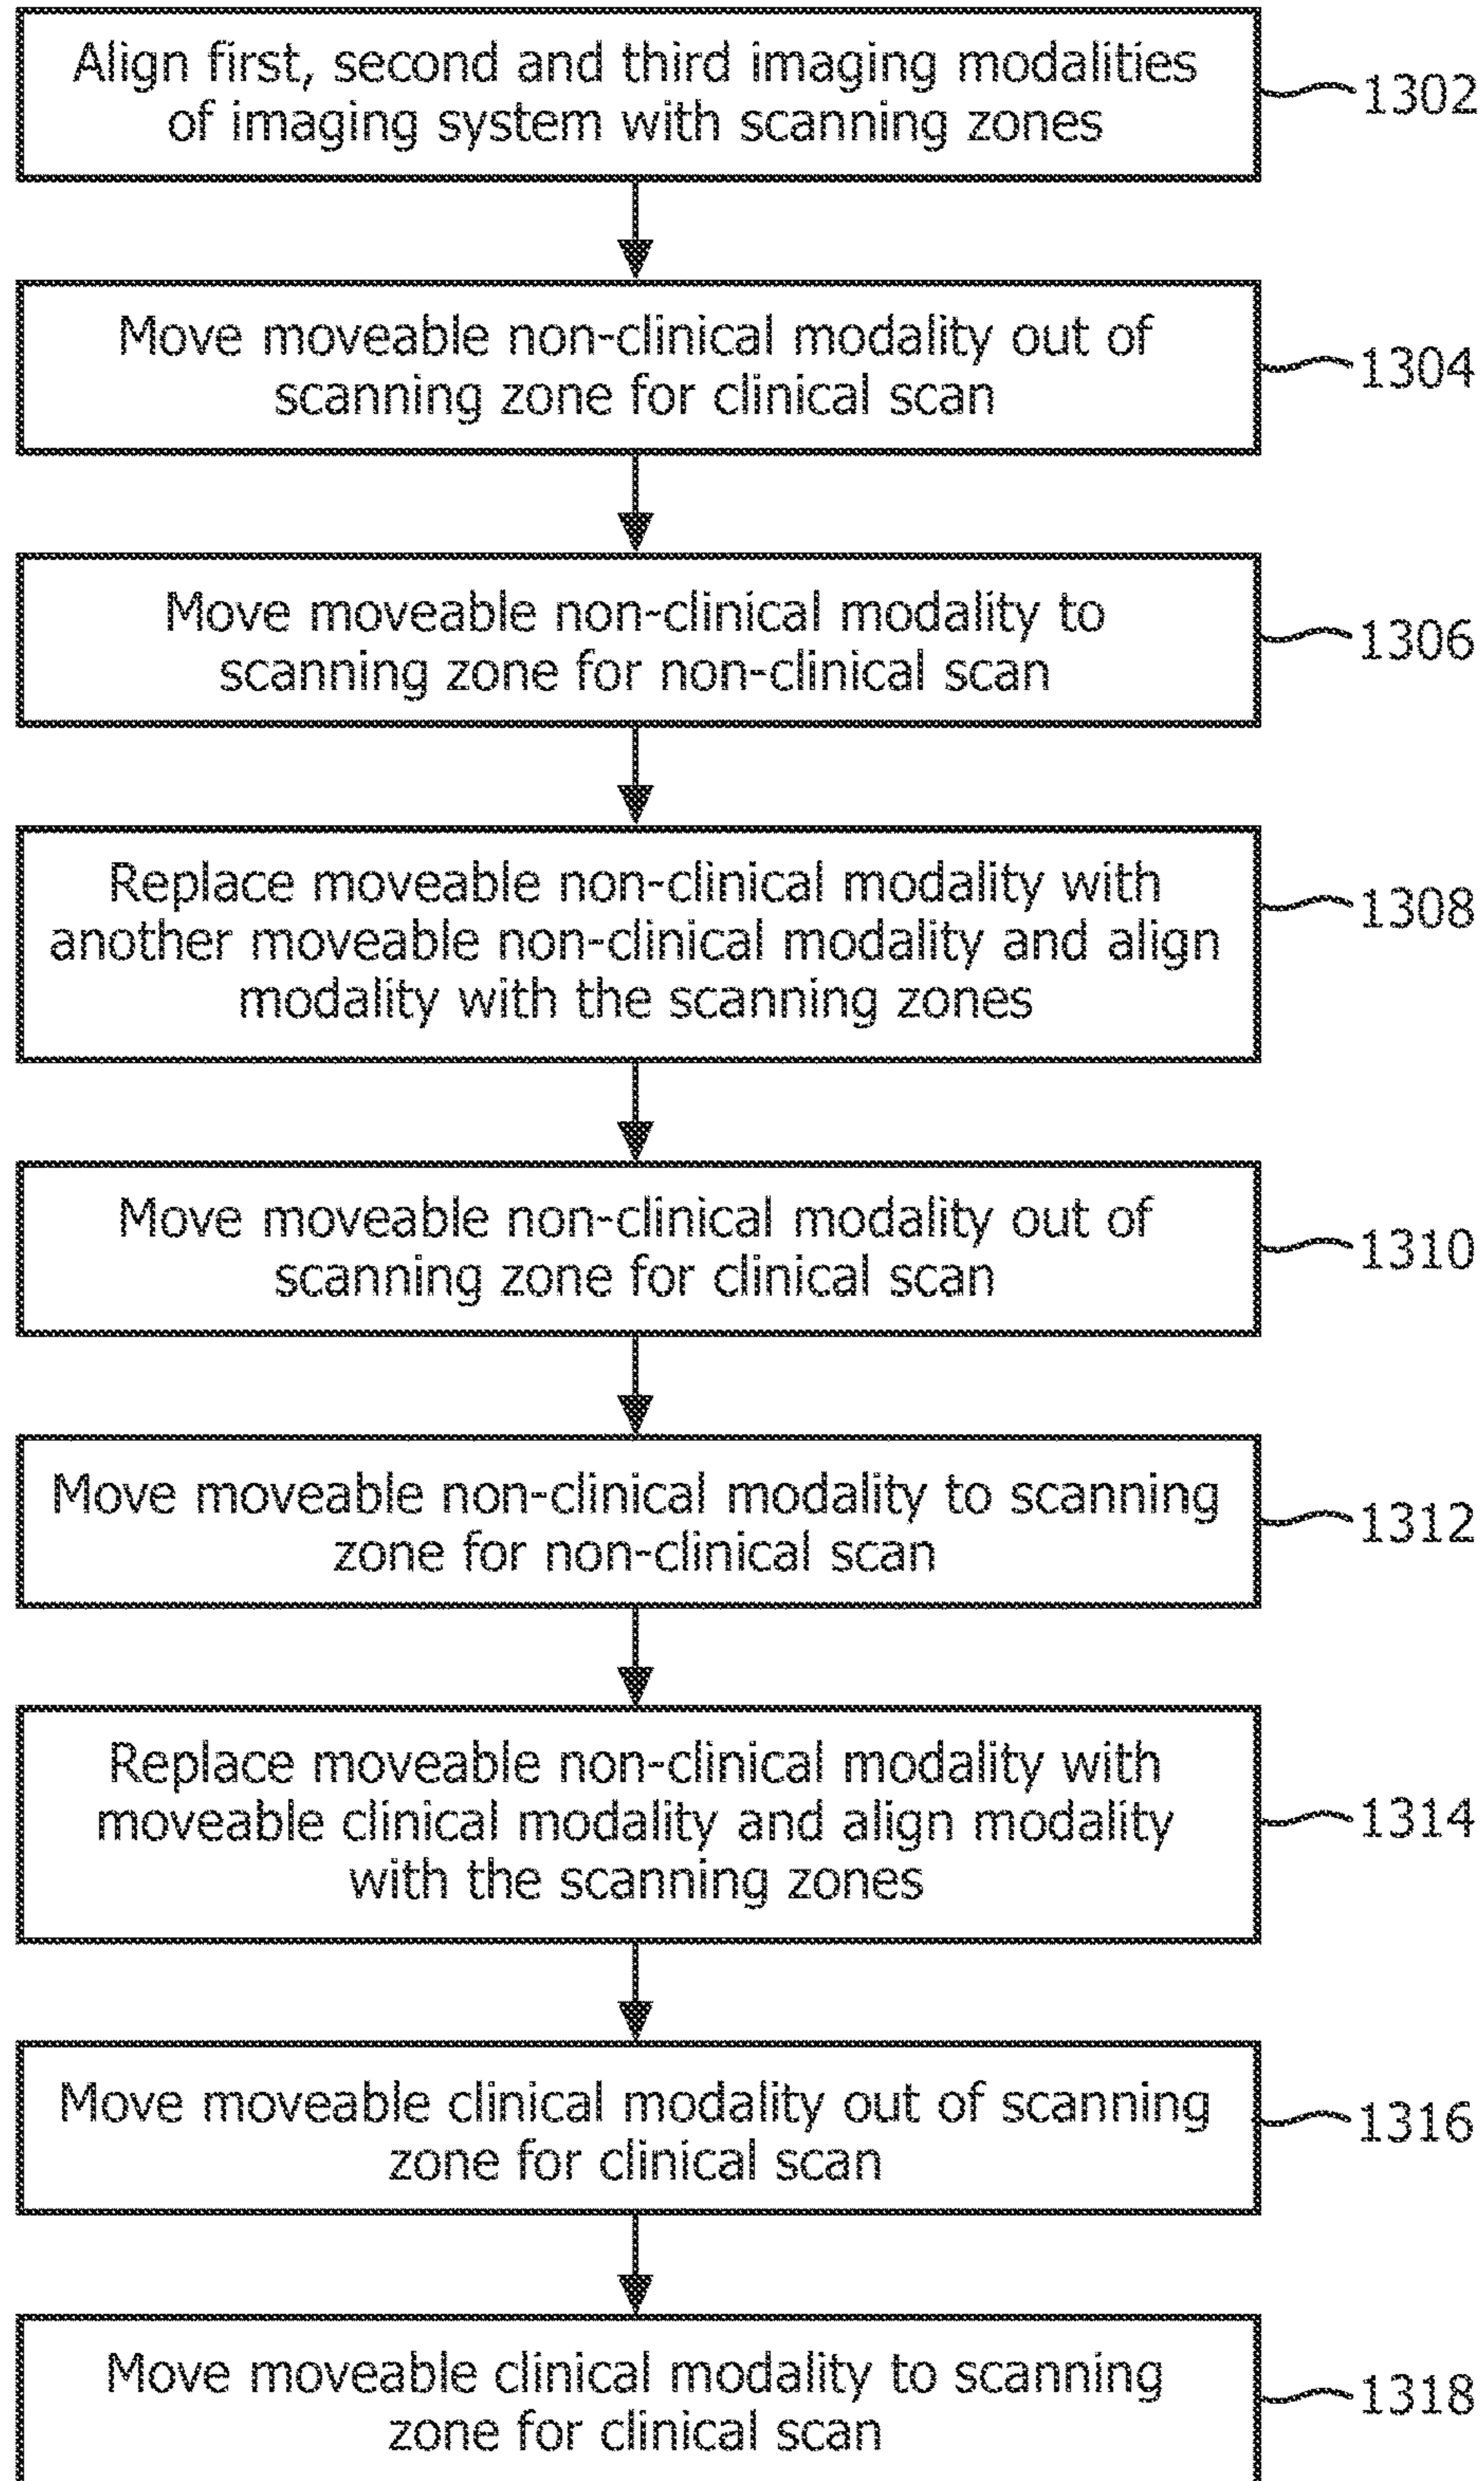 Align first, second and third imaging modalities
of imaging system with scanning zones
1302
Move moveable non-clinical modality out of
scanning zone for clinical scan
1304
Move moveable non-clinical modality to
scanning zone for non-clinical scan
1306
Replace moveable non-clinical modality with
another moveable non-clinical modality and align
modality with the scanning zones
1308
Move moveable non-clinical modality out of
scanning zone for clinical scan
1310
Move moveable non-clinical modality to scanning
zone for non-clinical scan
1312
Replace moveable non-clinical modality with
moveable clinical modality and align modality
with the scanning zones
1314
Move moveable clinical modality out of scanning
zone for clinical scan
1316
Move moveable clinical modality to scanning
zone for clinical scan
1318